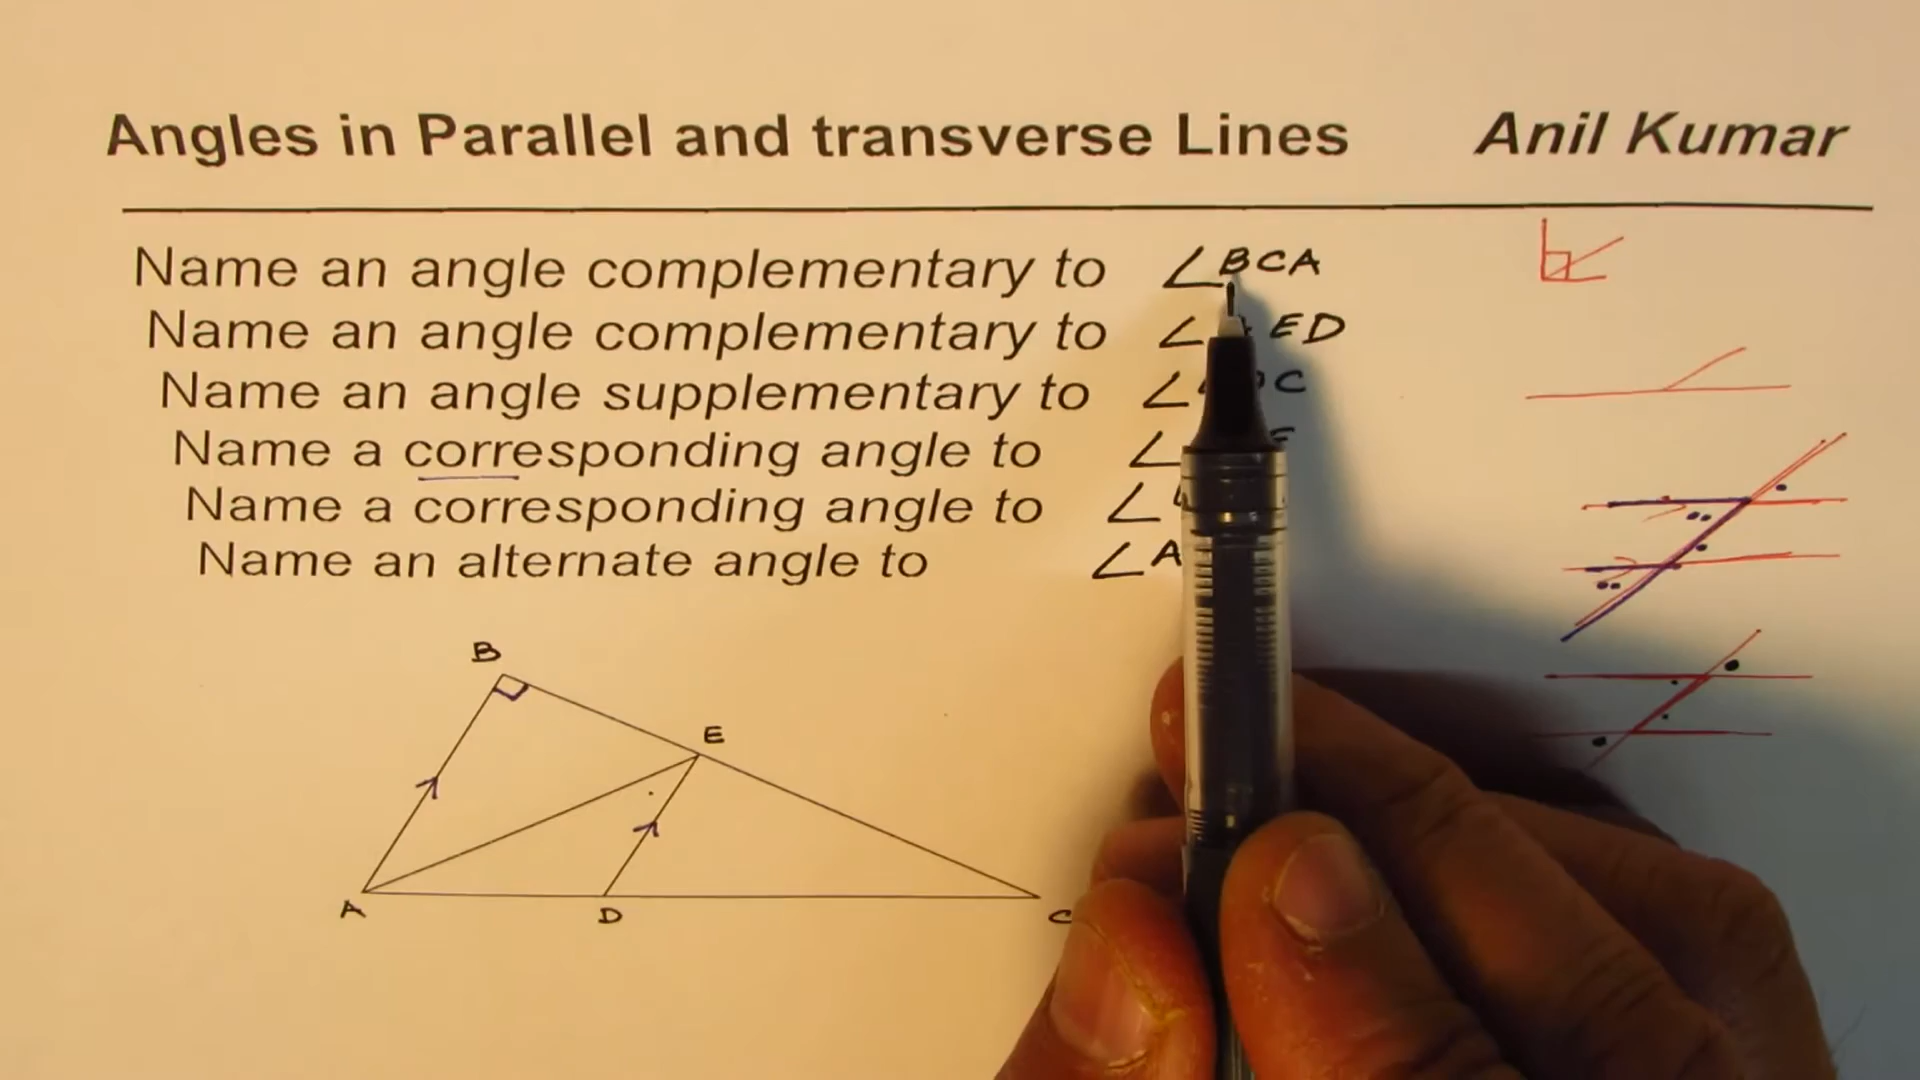 Angles in Parallel and transverse Lines Anil Kumar
Name an angle complementary to ∠BCA
Name an angle complementary to ∠ ED
Name an angle supplementary to ∠ C
Name a corresponding angle to ∠
Name a corresponding angle to ∠
Name an alternate angle to ∠A
B
E
A D C